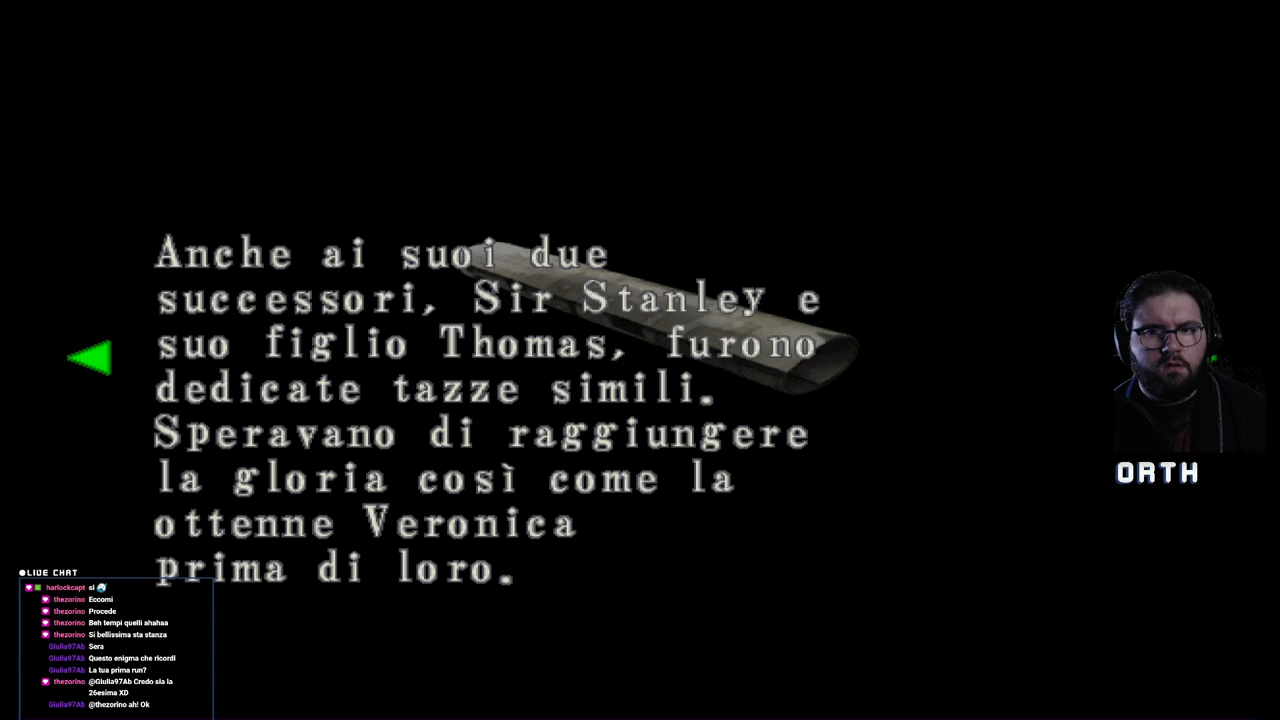 Anche ai suoi due
successori, Sir Stanley e
suo figlio Thomas, furono
dedicate tazze simili.
Speravano di raggiungere
la gloria così come la
ottenne Veronica
prima di loro.
ORTH
LIVE CHAT
harlockcapt si
thezorino Eccomi
thezorino Procede
thezorino Beh tempi quelli ahahaa
thezorino Si bellissima sta stanza
Giulia97Ab Sera
Giulia97Ab Questo enigma che ricordi
Giulia97Ab La tua prima run?
thezorino @Giulia97Ab Credo sia la
26esima XD
Giulia97Ab @thezorino ah! Ok